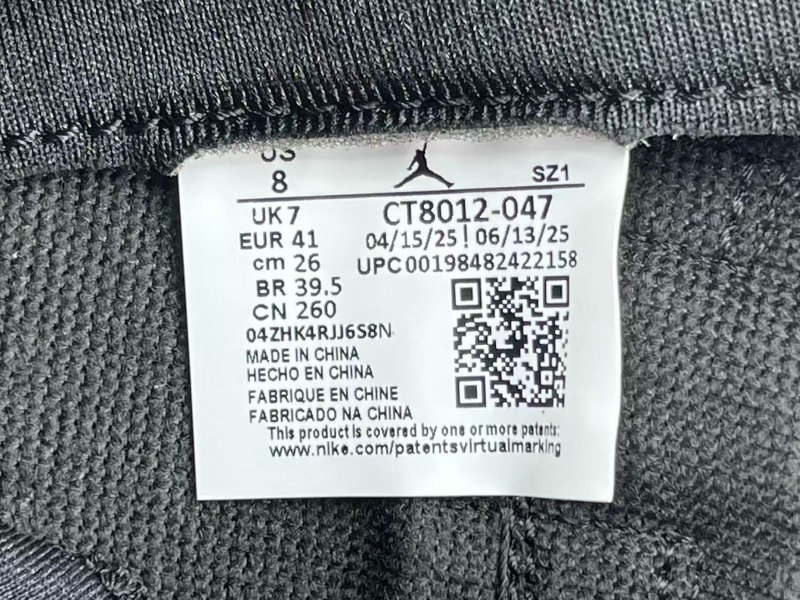 US
8
SZ1
UK 7
CT8012-047
EUR 41
04/15/25 | 06/13/25
cm 26
UPC00198482422158
BR 39.5
CN 260
04ZHK4RJJ6S8N
MADE IN CHINA
HECHO EN CHINA
FABRIQUE EN CHINE
FABRICADO NA CHINA
This product is covered by one or more patents:
www.nike.com/patentsvirtualmarking